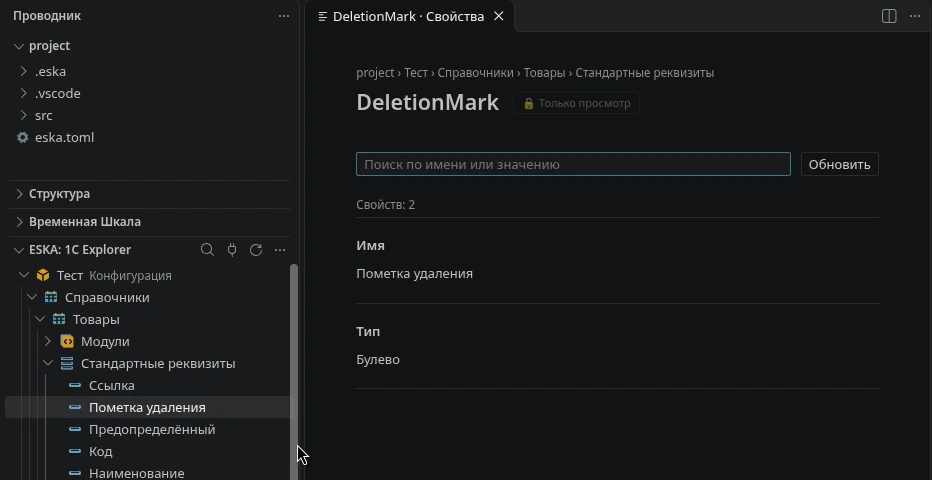 Проводник
project
.eska
.vscode
src
eska.toml
Структура
Временная Шкала
ESKA: 1C Explorer
Тест Конфигурация
Справочники
Товары
Модули
Стандартные реквизиты
Ссылка
Пометка удаления
Предопределённый
Код
Наименование
DeletionMark · Свойства
project › Тест › Справочники › Товары › Стандартные реквизиты
DeletionMark Только просмотр
Поиск по имени или значению Обновить
Свойств: 2
Имя
Пометка удаления
Тип
Булево